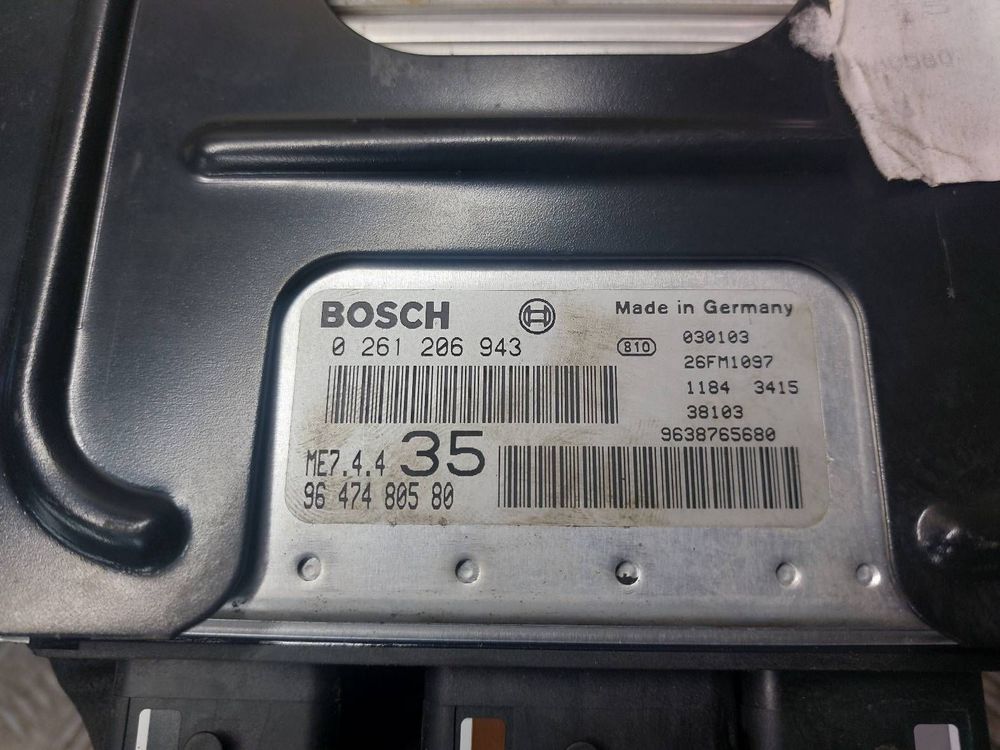 BOSCH
Made in Germany
0 261 206 943
810
030103
26FM1097
1184 3415
38103
9638765680
ME7.4.4 35
96 474 805 80